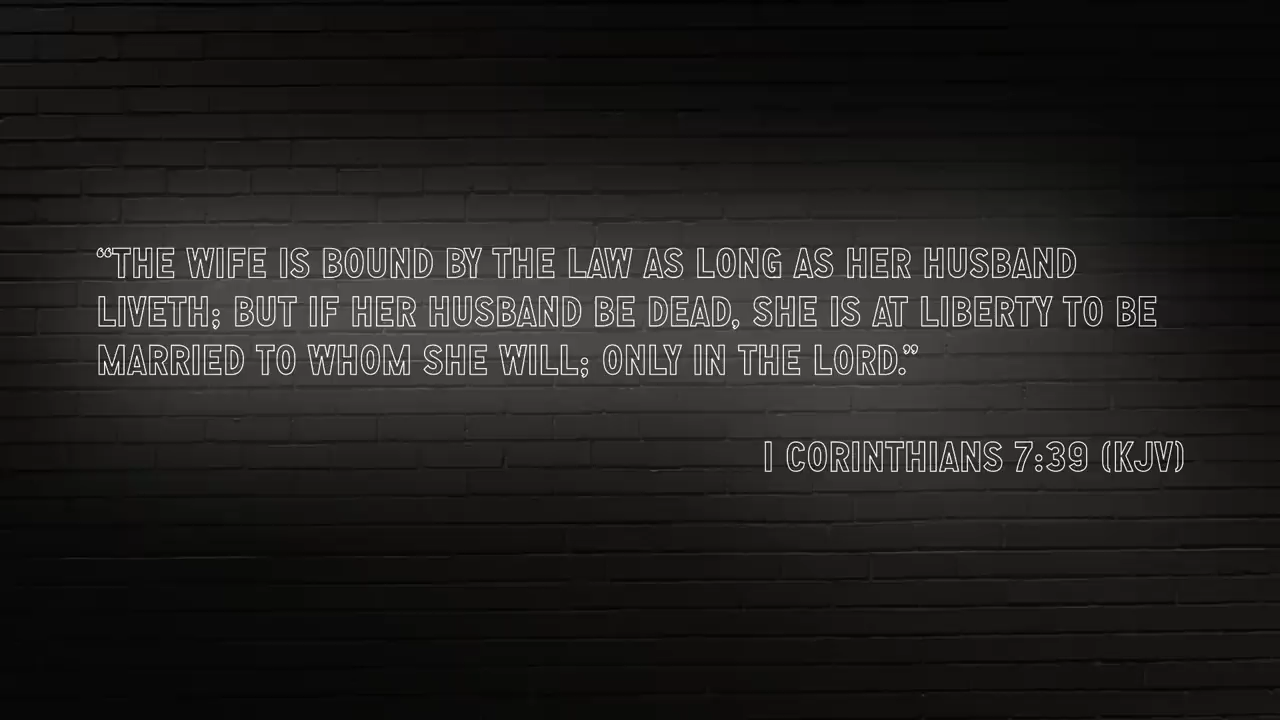 “THE WIFE IS BOUND BY THE LAW AS LONG AS HER HUSBAND
LIVETH; BUT IF HER HUSBAND BE DEAD, SHE IS AT LIBERTY TO BE
MARRIED TO WHOM SHE WILL; ONLY IN THE LORD.”
I CORINTHIANS 7:39 (KJV)